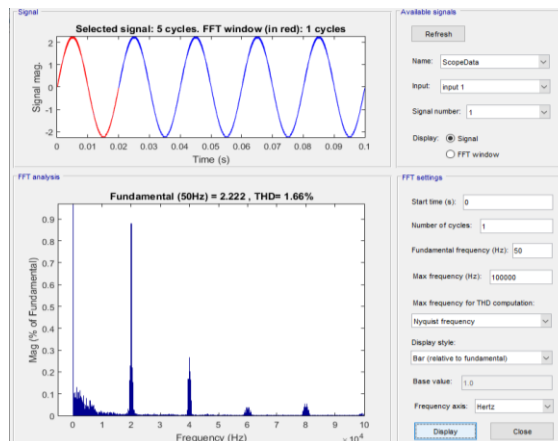 Signal
Selected signal: 5 cycles. FFT window (in red): 1 cycles
Signal mag.
2
1
0
-1
-2
0
0.01
0.02
0.03
0.04
0.05
0.06
0.07
0.08
0.09
0.1
Time (s)
FFT analysis
Fundamental (50Hz) = 2.222 , THD= 1.66%
Mag (% of Fundamental)
0.9
0.8
0.7
0.6
0.5
0.4
0.3
0.2
0.1
0
0
1
2
3
4
5
6
7
8
9
10
Frequency (Hz)
×10⁴
Available signals
Refresh
Name:
ScopeData
Input:
input 1
Signal number:
1
Display:
Signal
FFT window
FFT settings
Start time (s):
0
Number of cycles:
1
Fundamental frequency (Hz):
50
Max frequency (Hz):
100000
Max frequency for THD computation:
Nyquist frequency
Display style:
Bar (relative to fundamental)
Base value:
1.0
Frequency axis:
Hertz
Display
Close